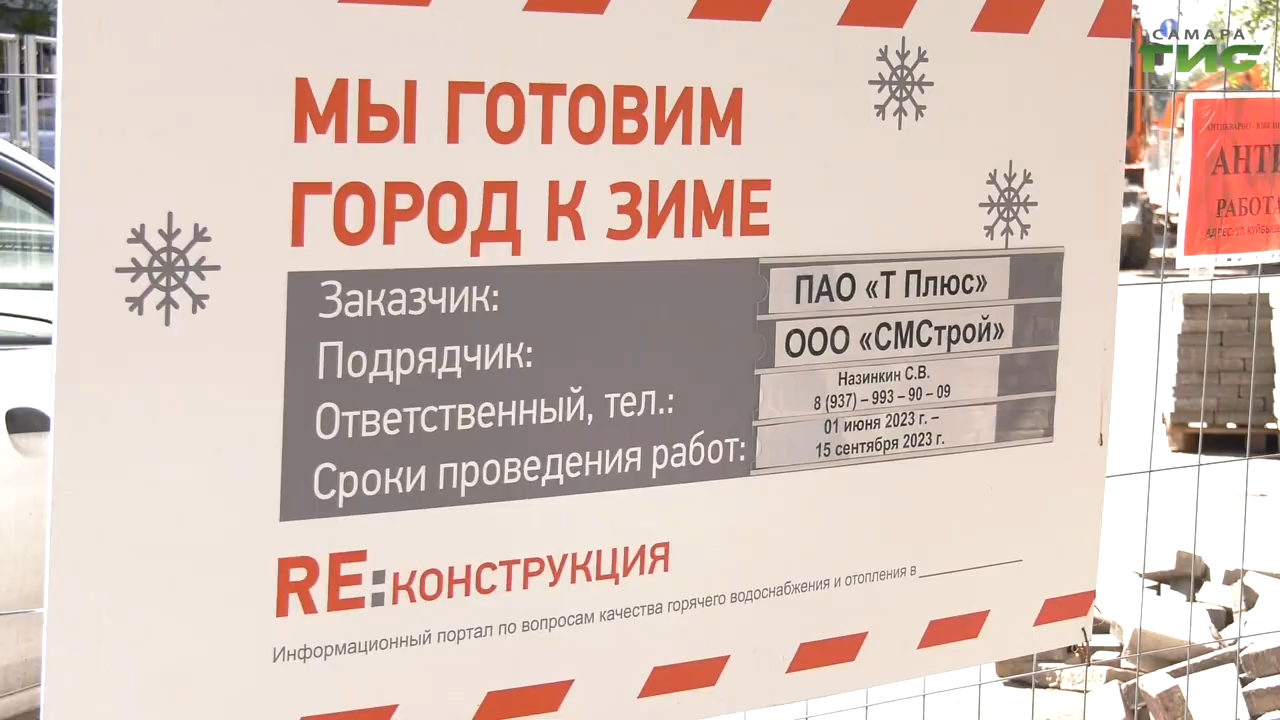 САМАРА
ГИС
МЫ ГОТОВИМ
ГОРОД К ЗИМЕ
Заказчик: ПАО «Т Плюс»
Подрядчик: ООО «СМСтрой»
Ответственный, тел.: Назинкин С.В.
8 (937) – 993 – 90 – 09
Сроки проведения работ: 01 июня 2023 г. –
15 сентября 2023 г.
RE:КОНСТРУКЦИЯ
Информационный портал по вопросам качества горячего водоснабжения и отопления в
АНТИ
РАБОТА